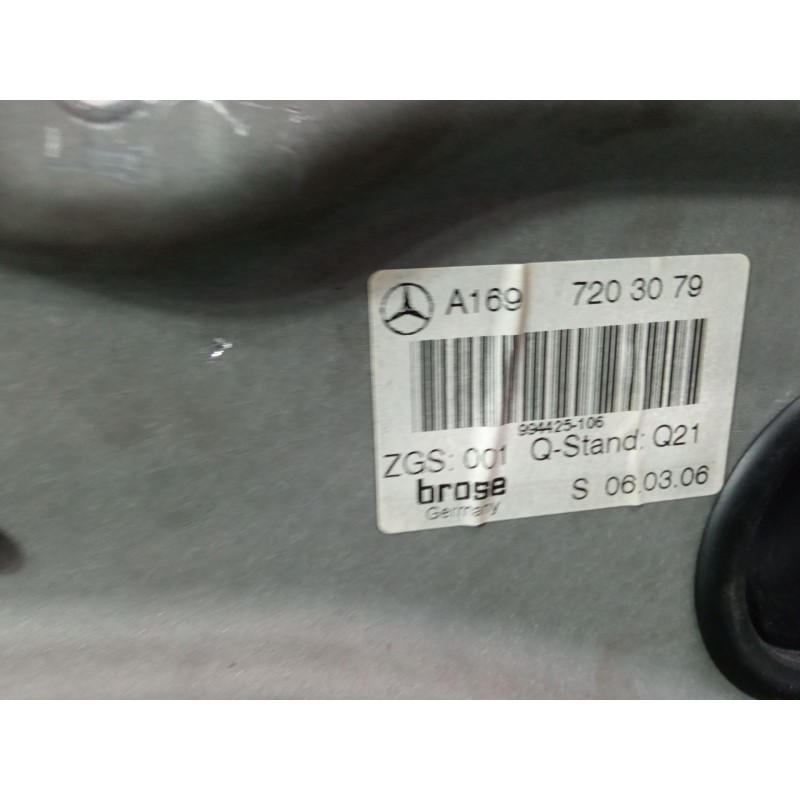 A169 720 30 79
994425-106
ZGS: 001 Q-Stand: Q21
brose S 06.03.06
Germany